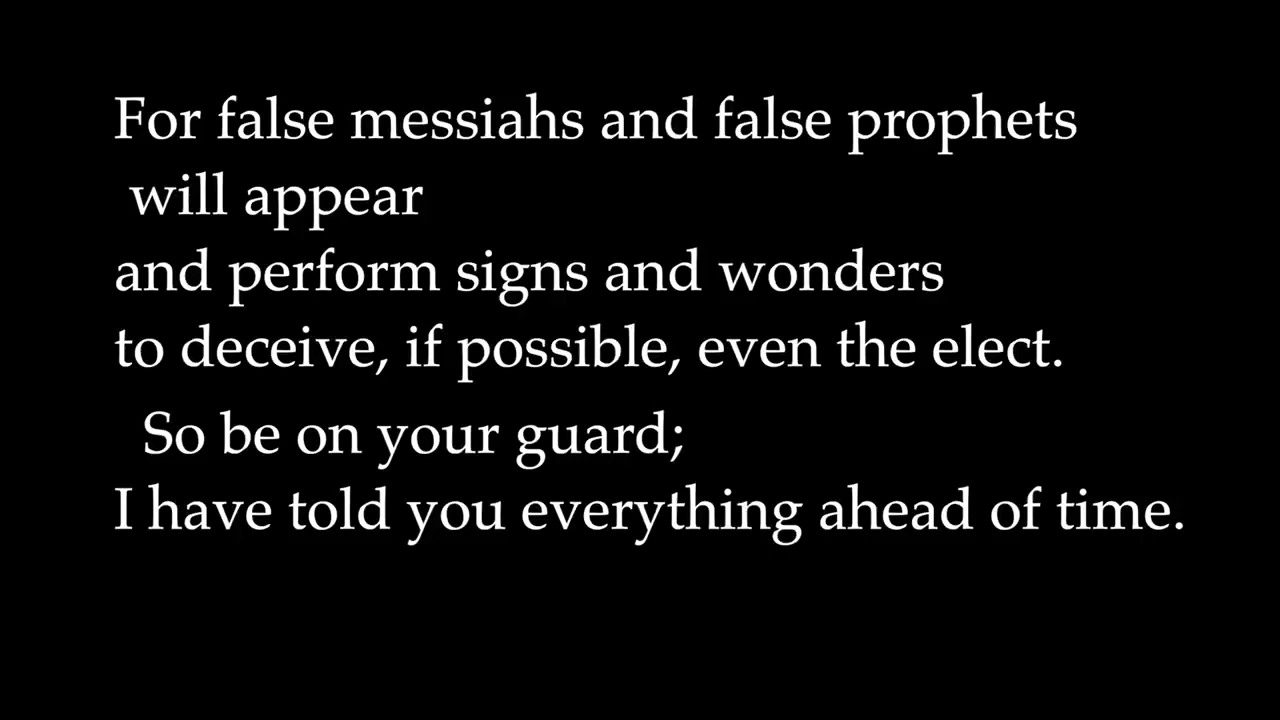 For false messiahs and false prophets
will appear
and perform signs and wonders
to deceive, if possible, even the elect.
So be on your guard;
I have told you everything ahead of time.